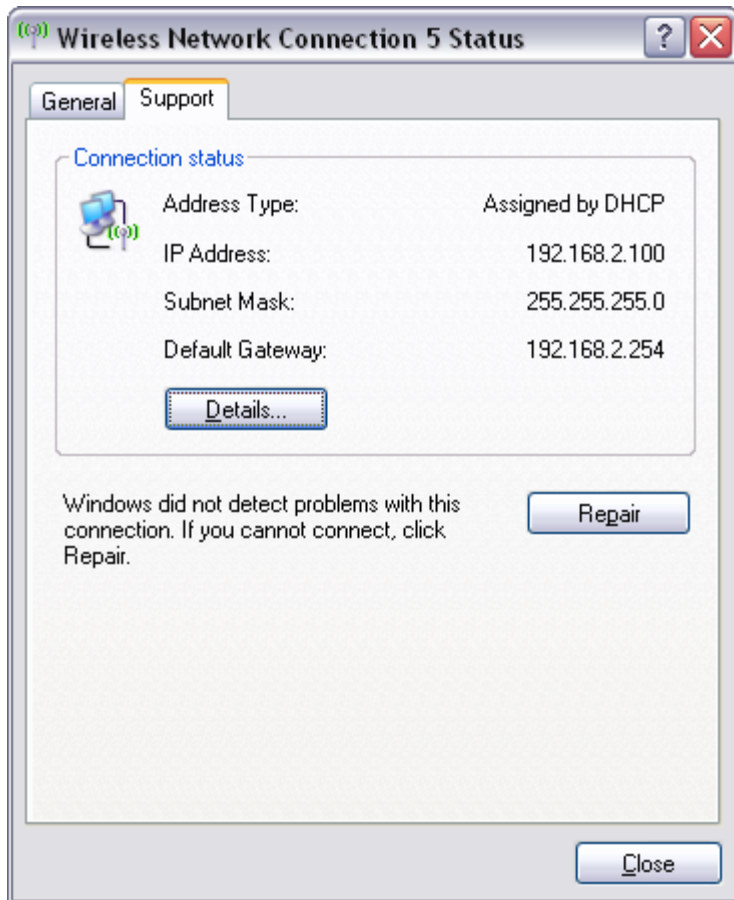 Wireless Network Connection 5 Status
General Support
Connection status
Address Type: Assigned by DHCP
IP Address: 192.168.2.100
Subnet Mask: 255.255.255.0
Default Gateway: 192.168.2.254
Details...
Windows did not detect problems with this
connection. If you cannot connect, click
Repair.
Repair
Close